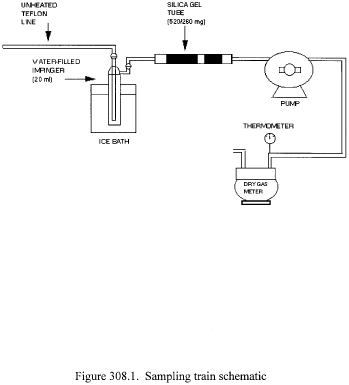 UNHEATED
TEFLON
LINE
SILICA GEL
TUBE
(520/260 mg)
WATER-FILLED
IMPINGER
(20 ml)
ICE BATH
PUMP
THERMOMETER
DRY GAS
METER
Figure 308.1. Sampling train schematic